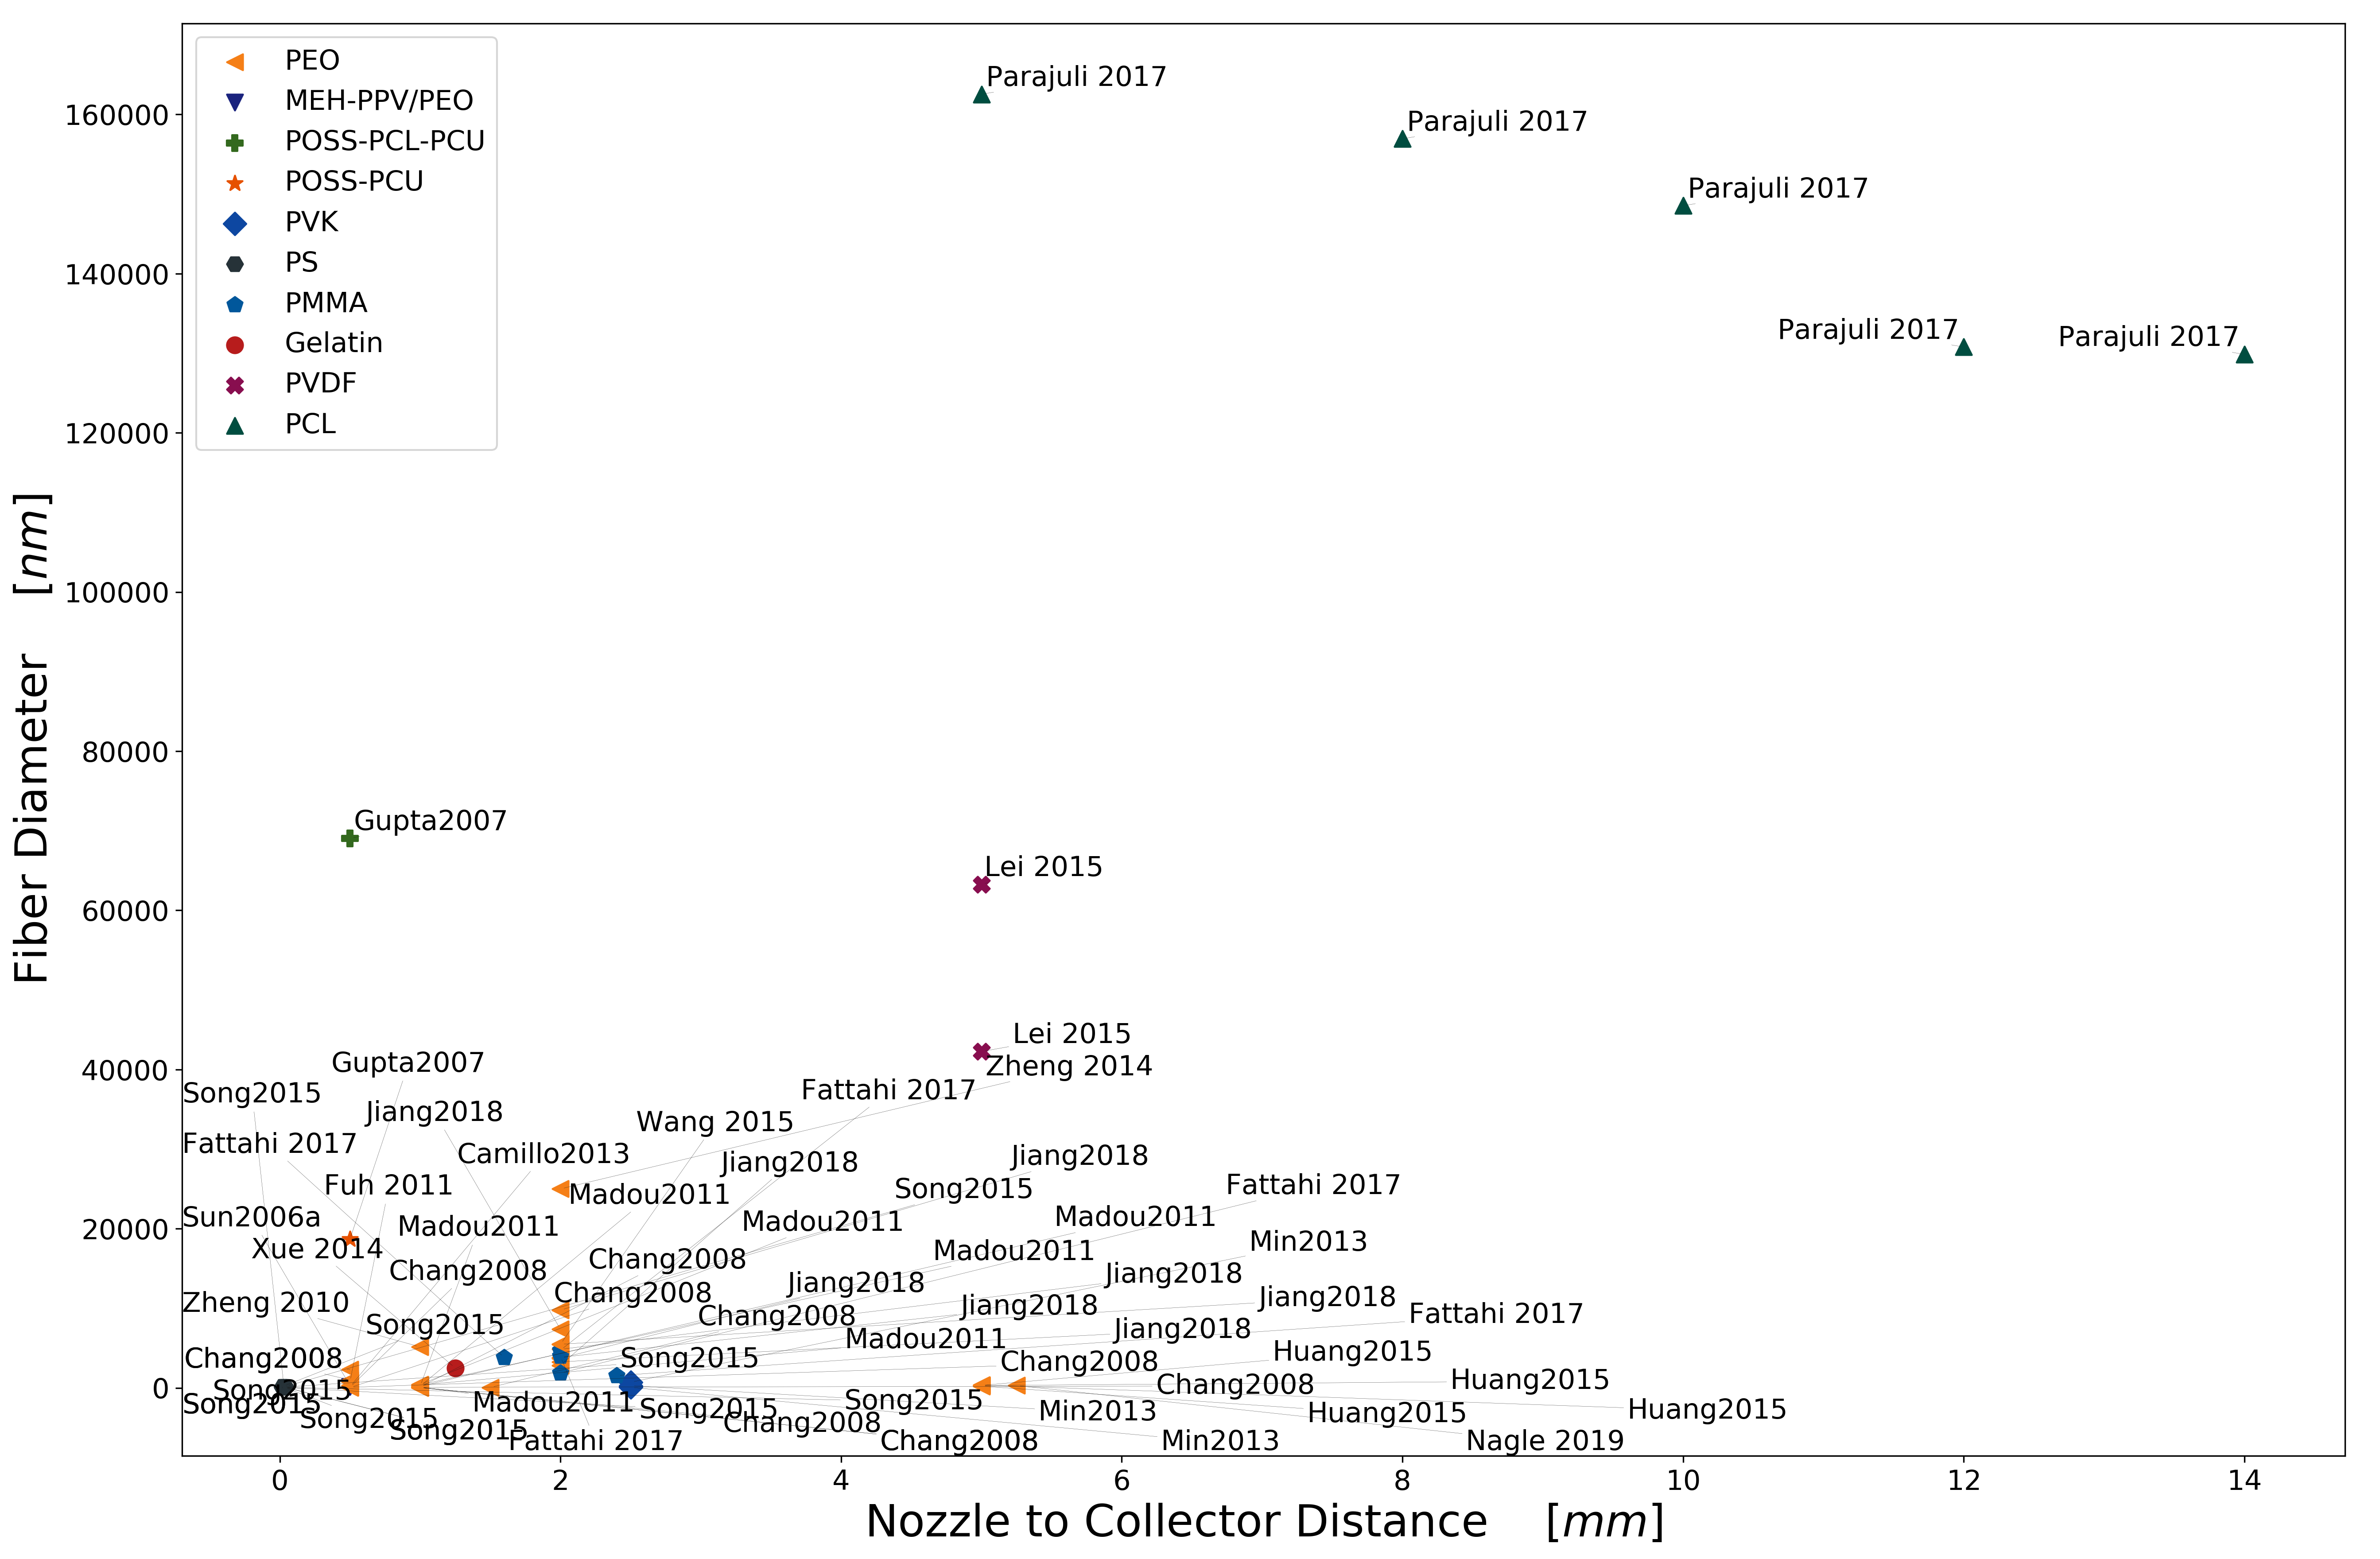 PEO
MEH-PPV/PEO
POSS-PCL-PCU
POSS-PCU
PVK
PS
PMMA
Gelatin
PVDF
PCL
Parajuli 2017
Parajuli 2017
Parajuli 2017
Parajuli 2017
Parajuli 2017
160000
140000
120000
100000
80000
60000
40000
20000
0
Fiber Diameter [nm]
Gupta2007
Lei 2015
Lei 2015
Zheng 2014
Gupta2007
Song2015
Fattahi 2017
Jiang2018
Wang 2015
Fattahi 2017
Camillo2013
Jiang2018
Jiang2018
Fuh 2011
Madou2011
Song2015
Fattahi 2017
Sun2006a
Madou2011
Madou2011
Madou2011
Xue 2014
Chang2008
Madou2011
Min2013
Chang2008
Jiang2018
Jiang2018
Zheng 2010
Chang2008
Jiang2018
Jiang2018
Song2015
Chang2008
Fattahi 2017
Madou2011
Jiang2018
Chang2008
Song2015
Chang2008
Huang2015
Song2015
Chang2008
Huang2015
Song2015
Madou2011
Song2015
Song2015
Min2013
Huang2015
Huang2015
Song2015
Song2015
Chang2008
Fattahi 2017
Chang2008
Min2013
Nagle 2019
0
2
4
6
8
10
12
14
Nozzle to Collector Distance [mm]